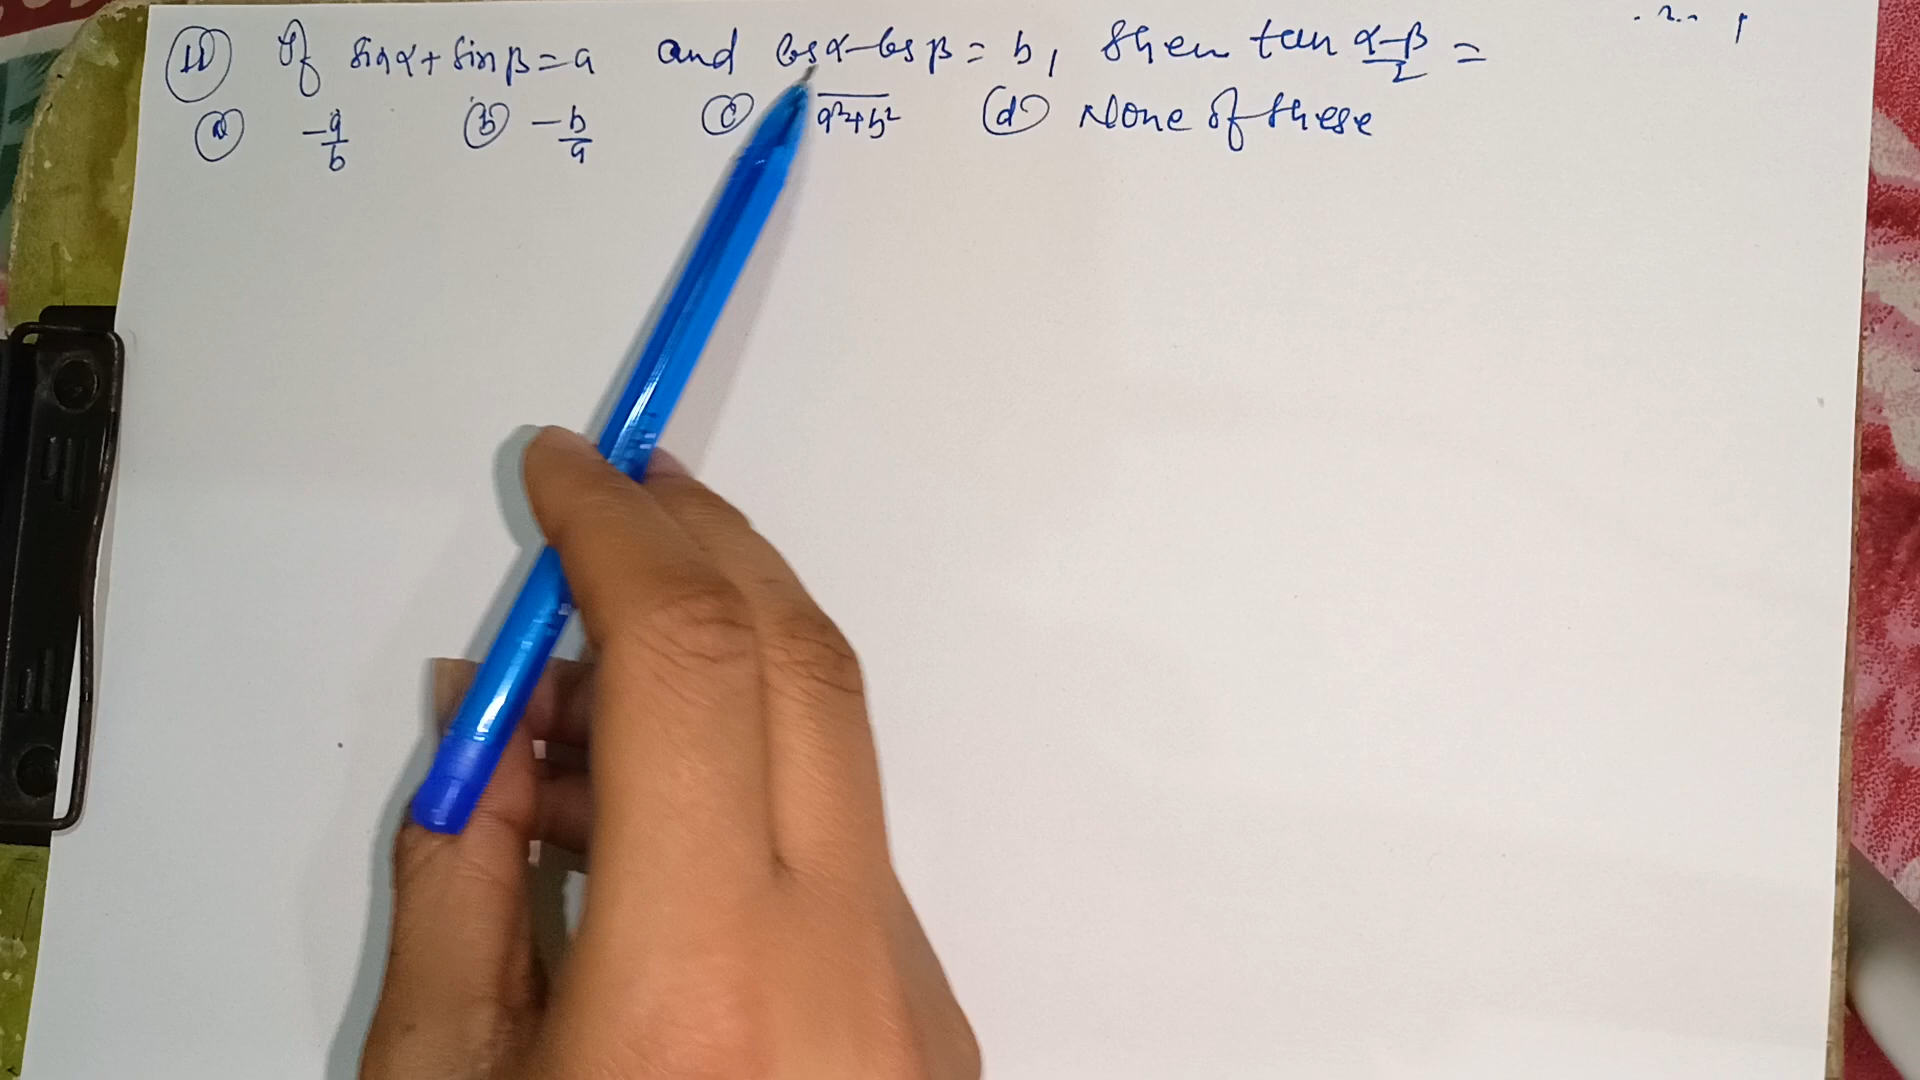 (11) If sinα + sinβ = a and cosα - cosβ = b, then tan (α-β)/2 =
(a) -a/b (b) -b/a (c) √(a²+b²) (d) None of these